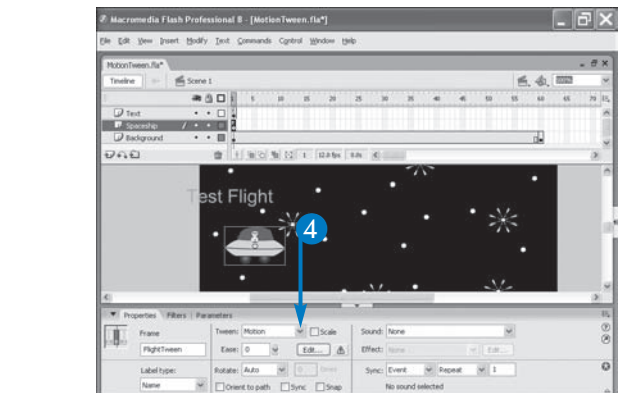 Macromedia Flash Professional 8 - [MotionTween.fla*]
File Edit View Insert Modify Text Commands Control Window Help
MotionTween.fla*
Timeline Scene 1
1 5 10 15 20 25 30 35 40 45 50 55 60 65 70
Text
Spaceship
Background
1 12.0 fps 0.0s
Test Flight
4
Properties Filters Parameters
Frame Tween: Motion Scale Sound: None
FlightTween Ease: 0 Edit... Effect: None Edit...
Label type: Rotate: Auto 0 times Sync: Event Repeat 1
Name Orient to path Sync Snap No sound selected